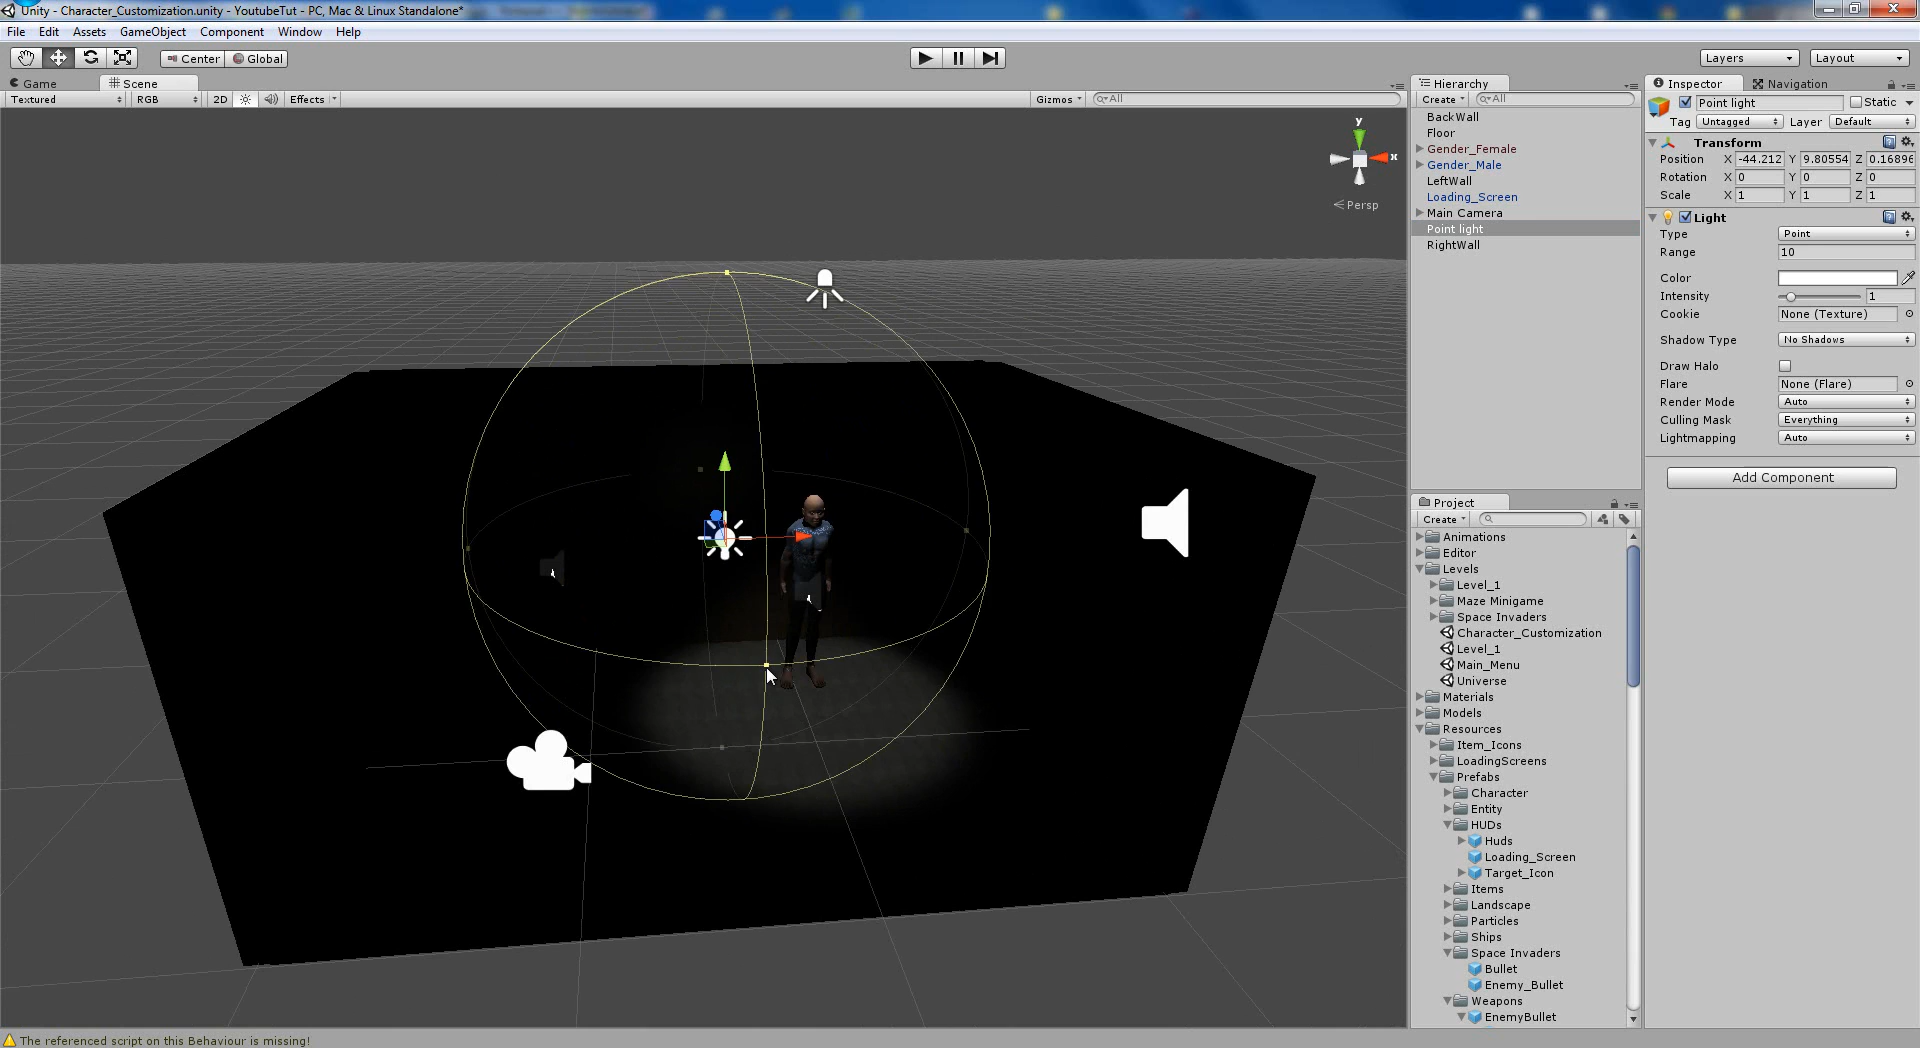 Unity - Character_Customization.unity - YoutubeTut - PC, Mac & Linux Standalone*
File Edit Assets GameObject Component Window Help
Center Global Layers Layout
Game Scene
Textured RGB 2D Effects Gizmos All
y
x
Persp
Hierarchy
Create All
BackWall
Floor
Gender_Female
Gender_Male
LeftWall
Loading_Screen
Main Camera
Point light
RightWall
Project
Create
Animations
Editor
Levels
Level_1
Maze Minigame
Space Invaders
Character_Customization
Level_1
Main_Menu
Universe
Materials
Models
Resources
Item_Icons
LoadingScreens
Prefabs
Character
Entity
HUDs
Huds
Loading_Screen
Target_Icon
Items
Landscape
Particles
Ships
Space Invaders
Bullet
Enemy_Bullet
Weapons
EnemyBullet
Inspector Navigation
Point light Static
Tag Untagged Layer Default
Transform
Position X -44.212 Y 9.80554 Z 0.16896
Rotation X 0 Y 0 Z 0
Scale X 1 Y 1 Z 1
Light
Type Point
Range 10
Color
Intensity 1
Cookie None (Texture)
Shadow Type No Shadows
Draw Halo
Flare None (Flare)
Render Mode Auto
Culling Mask Everything
Lightmapping Auto
Add Component
The referenced script on this Behaviour is missing!